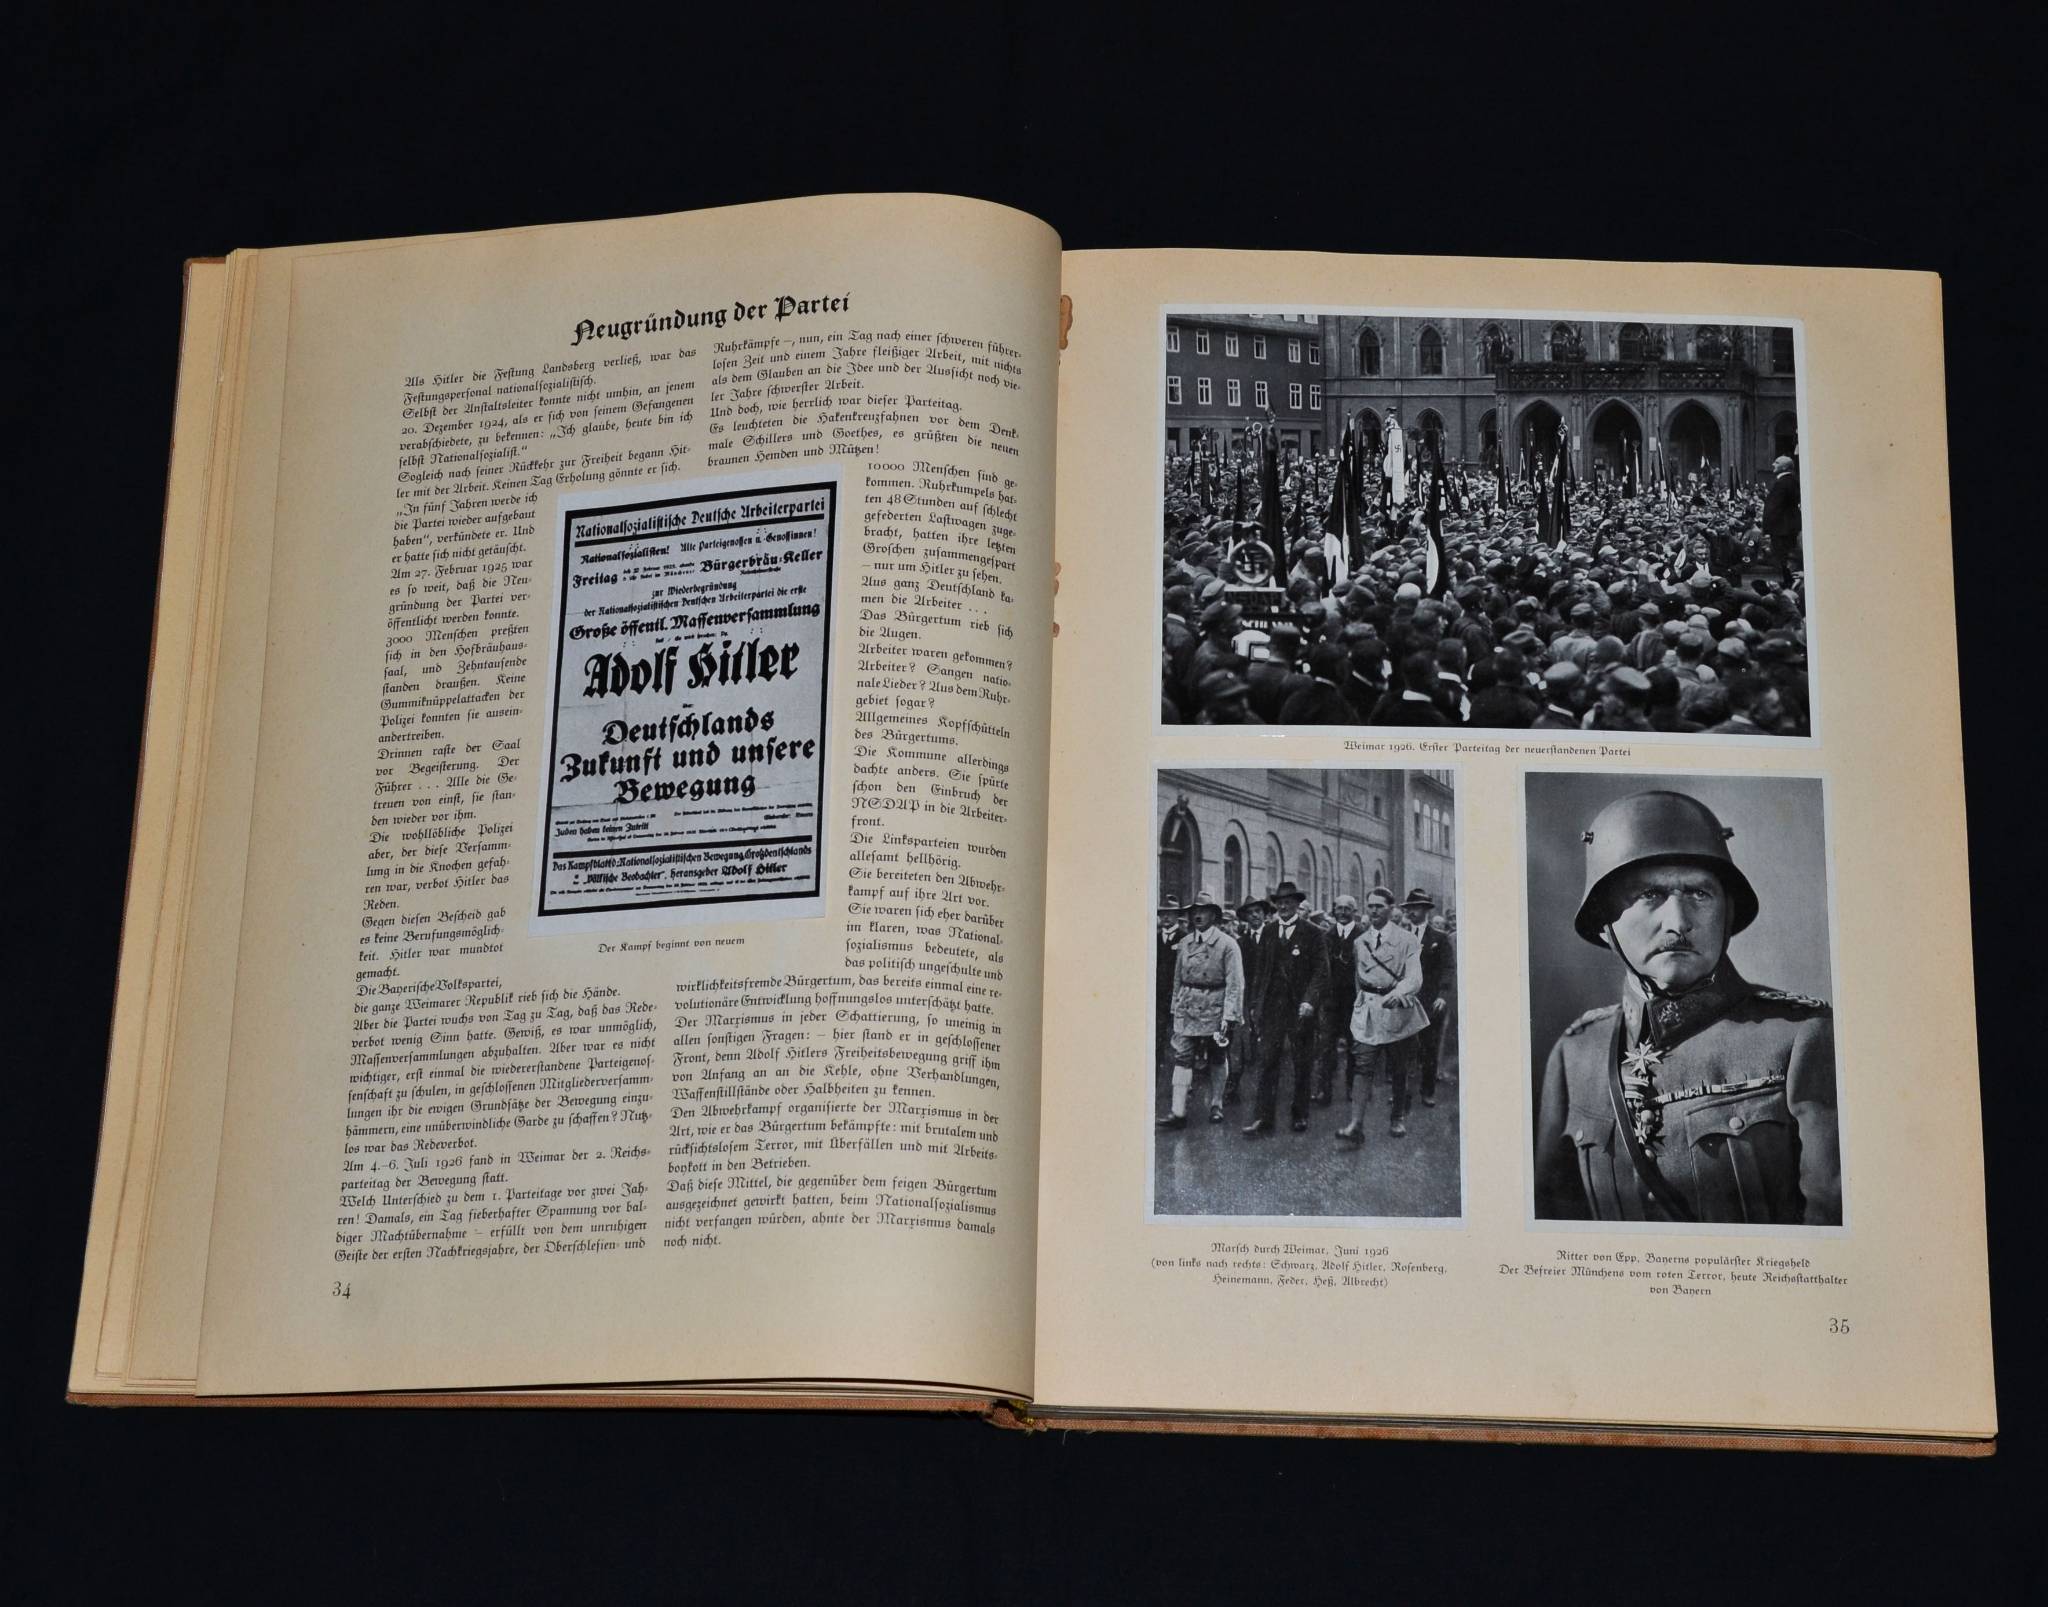 Neugründung der Partei
Als Hitler die Festung Landsberg verließ, war das
Festungspersonal nationalsozialistisch.
Selbst der Anstaltsleiter konnte nicht umhin, an jenem
20. Dezember 1924, als er sich von seinem Gefangenen
verabschiedete, zu bekennen: „Ich glaube, heute bin ich
selbst Nationalsozialist.“
Sogleich nach seiner Rückkehr zur Freiheit begann Hit-
ler mit der Arbeit. Keinen Tag Erholung gönnte er sich.
„In fünf Jahren werde ich
die Partei wieder aufgebaut
haben“, verkündete er. Und
er hatte sich nicht getäuscht.
Am 27. Februar 1925 war
es so weit, daß die Neu-
gründung der Partei ver-
öffentlicht werden konnte.
3000 Menschen preßten
sich in den Hofbräuhaus-
saal, und Zehntausende
standen draußen. Keine
Gummiknüppelattacken der
Polizei konnten sie ausein-
andertreiben.
Drinnen raste der Saal
vor Begeisterung. Der
Führer . . . Alle die Ge-
treuen von einst, sie stan-
den wieder vor ihm.
Die wohllöbliche Polizei
aber, der diese Versamm-
lung in die Knochen gefah-
ren war, verbot Hitler das
Reden.
Gegen diesen Bescheid gab
es keine Berufungsmöglich-
keit. Hitler war mundtot
gemacht.
Die Bayerische Volkspartei,
die ganze Weimarer Republik rieb sich die Hände.
Aber die Partei wuchs von Tag zu Tag, daß das Rede-
verbot wenig Sinn hatte. Gewiß, es war unmöglich,
Massenversammlungen abzuhalten. Aber war es nicht
wichtiger, erst einmal die wiedererstandene Parteigenos-
senschaft zu schulen, in geschlossenen Mitgliederversamm-
lungen ihr die ewigen Grundsätze der Bewegung einzu-
hämmern, eine unüberwindliche Garde zu schaffen? Nutz-
los war das Redeverbot.
Am 4.–6. Juli 1926 fand in Weimar der 2. Reichs-
parteitag der Bewegung statt.
Welch Unterschied zu dem 1. Parteitage vor zwei Jah-
ren! Damals, ein Tag fieberhafter Spannung vor bal-
diger Machtübernahme – erfüllt von dem unruhigen
Geiste der ersten Nachkriegsjahre, der Oberschlesien- und
34
Ruhrkämpfe –, nun, ein Tag nach einer schweren führer-
losen Zeit und einem Jahre fleißiger Arbeit, mit nichts
als dem Glauben an die Idee und der Aussicht noch vie-
ler Jahre schwerster Arbeit.
Und doch, wie herrlich war dieser Parteitag.
Es leuchteten die Hakenkreuzfahnen vor dem Denk-
male Schillers und Goethes, es grüßten die neuen
braunen Hemden und Mützen!
10000 Menschen sind ge-
kommen. Ruhrkumpels hat-
ten 48 Stunden auf schlecht
gefederten Lastwagen zuge-
bracht, hatten ihre letzten
Groschen zusammengespart
– nur um Hitler zu sehen.
Aus ganz Deutschland ka-
men die Arbeiter . . .
Das Bürgertum rieb sich
die Augen.
Arbeiter waren gekommen?
Arbeiter? Sangen natio-
nale Lieder? Aus dem Ruhr-
gebiet sogar?
Allgemeines Kopfschütteln
des Bürgertums.
Die Kommune allerdings
dachte anders. Sie spürte
schon den Einbruch der
NSDAP in die Arbeiter-
front.
Die Linksparteien wurden
allesamt hellhörig.
Sie bereiteten den Abwehr-
kampf auf ihre Art vor.
Sie waren sich eher darüber
im klaren, was National-
sozialismus bedeutete, als
das politisch ungeschulte und
wirklichkeitsfremde Bürgertum, das bereits einmal eine re-
volutionäre Entwicklung hoffnungslos unterschätzt hatte.
Der Marxismus in jeder Schattierung, so uneinig in
allen sonstigen Fragen: – hier stand er in geschlossener
Front, denn Adolf Hitlers Freiheitsbewegung griff ihm
von Anfang an an die Kehle, ohne Verhandlungen,
Waffenstillstände oder Halbheiten zu kennen.
Den Abwehrkampf organisierte der Marxismus in der
Art, wie er das Bürgertum bekämpfte: mit brutalem und
rücksichtslosem Terror, mit Überfällen und mit Arbeits-
boykott in den Betrieben.
Daß diese Mittel, die gegenüber dem feigen Bürgertum
ausgezeichnet gewirkt hatten, beim Nationalsozialismus
nicht verfangen würden, ahnte der Marxismus damals
noch nicht.
Nationalsozialistische Deutsche Arbeiterpartei
Nationalsozialisten! Alle Parteigenossen u. Genossinnen!
Freitag Bürgerbräu-Keller
zur Wiederbegründung
der Nationalsozialistischen Deutschen Arbeiterpartei die erste
Große öffentl. Massenversammlung
Adolf Hitler
über
Deutschlands
Zukunft und unsere
Bewegung
Juden haben keinen Zutritt
Das Kampfblatt d. Nationalsozialistischen Bewegung Großdeutschlands
„Völkische Beobachter“, Herausgeber Adolf Hitler
Der Kampf beginnt von neuem
Weimar 1926. Erster Parteitag der neuerstandenen Partei
Marsch durch Weimar, Juni 1926
(von links nach rechts: Schwarz, Adolf Hitler, Rosenberg,
Heinemann, Feder, Heß, Albrecht)
Ritter von Epp, Bayerns populärster Kriegsheld
Der Befreier Münchens vom roten Terror, heute Reichsstatthalter
von Bayern
35